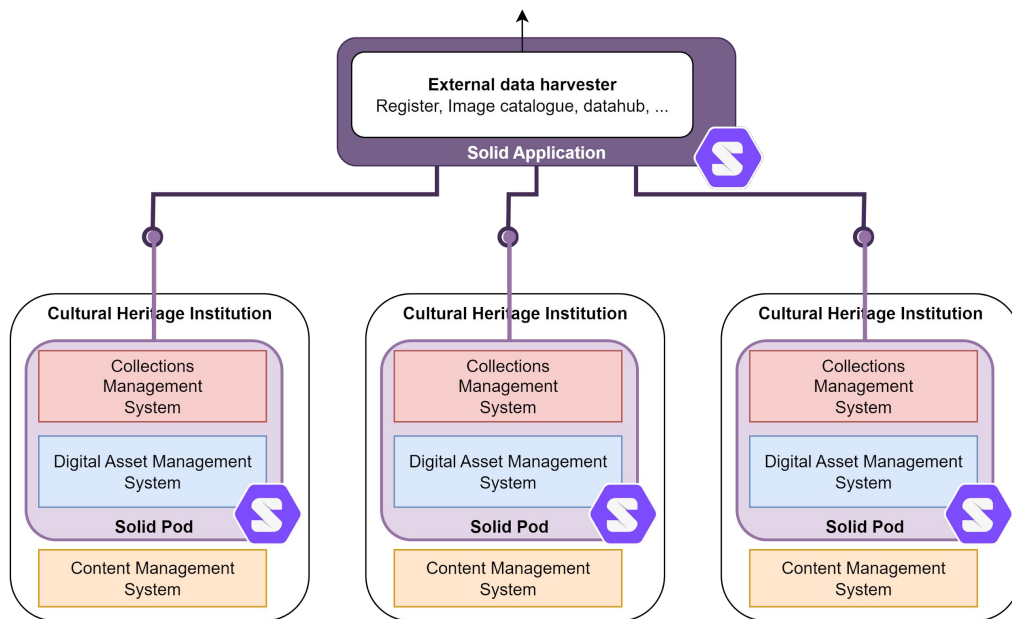 External data harvester
Register, Image catalogue, datahub, ...
Solid Application
Cultural Heritage Institution
Collections
Management
System
Digital Asset Management
System
Solid Pod
Content Management
System
Cultural Heritage Institution
Collections
Management
System
Digital Asset Management
System
Solid Pod
Content Management
System
Cultural Heritage Institution
Collections
Management
System
Digital Asset Management
System
Solid Pod
Content Management
System